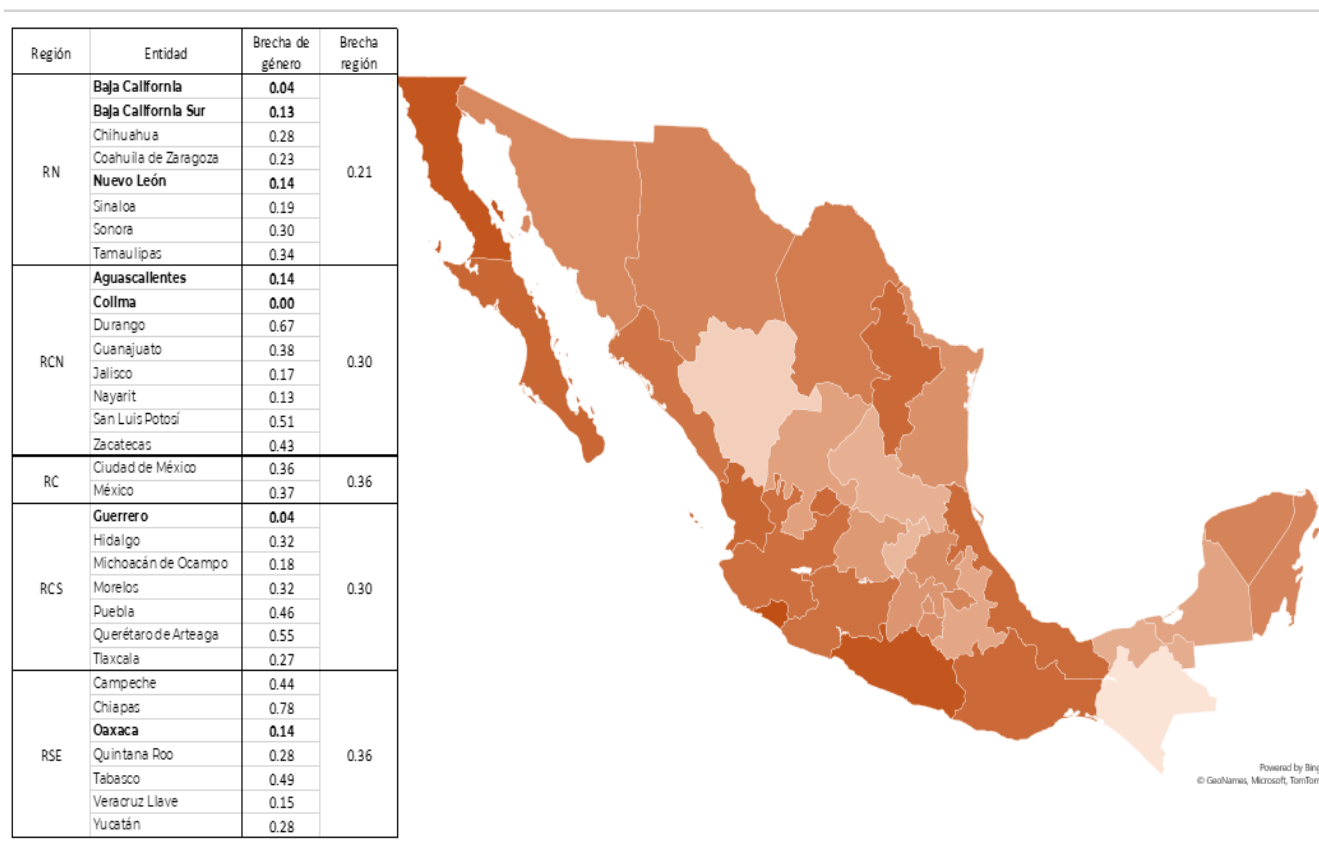 Región Entidad Brecha de género Brecha región
Baja California 0.04
Baja California Sur 0.13
Chihuahua 0.28
Coahuila de Zaragoza 0.23
RN Nuevo León 0.14 0.21
Sinaloa 0.19
Sonora 0.30
Tamaulipas 0.34
Aguascalientes 0.14
Colima 0.00
Durango 0.67
Guanajuato 0.38
RCN Jalisco 0.17 0.30
Nayarit 0.13
San Luis Potosí 0.51
Zacatecas 0.43
Ciudad de México 0.36
RC México 0.37 0.36
Guerrero 0.04
Hidalgo 0.32
Michoacán de Ocampo 0.18
RCS Morelos 0.32 0.30
Puebla 0.46
Querétaro de Arteaga 0.55
Tlaxcala 0.27
Campeche 0.44
Chiapas 0.78
Oaxaca 0.14
RSE Quintana Roo 0.28 0.36
Tabasco 0.49
Veracruz Llave 0.15
Yucatán 0.28
Powered by Bing
© GeoNames, Microsoft, TomTom